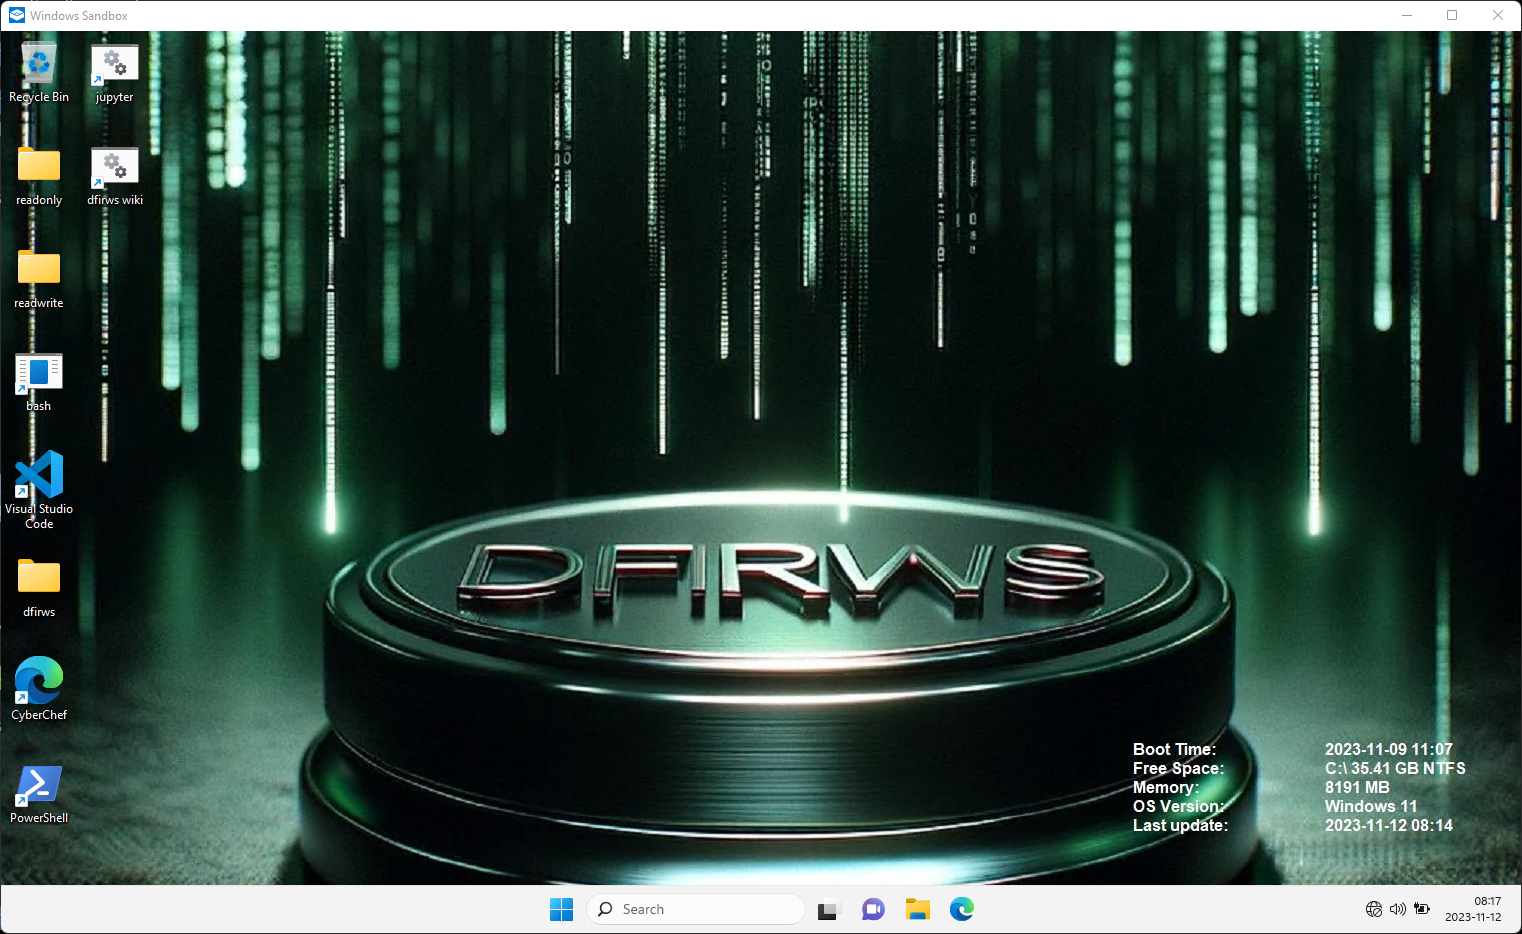 Windows Sandbox
Recycle Bin
jupyter
readonly
dfirws wiki
readwrite
bash
Visual Studio
Code
dfirws
CyberChef
PowerShell
DFIRWS
Boot Time: 2023-11-09 11:07
Free Space: C:\ 35.41 GB NTFS
Memory: 8191 MB
OS Version: Windows 11
Last update: 2023-11-12 08:14
Search
08:17
2023-11-12